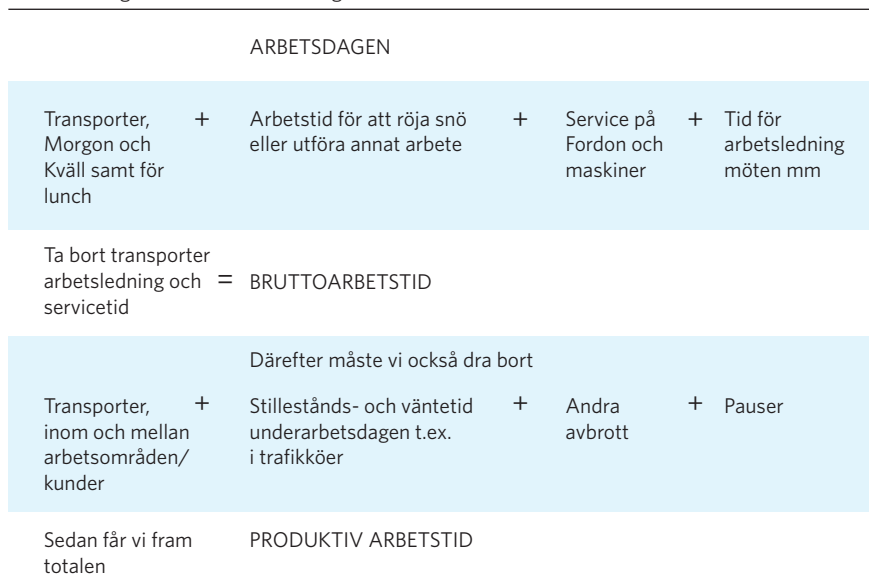 ARBETSDAGEN
Transporter, + Arbetstid för att röja snö + Service på + Tid för
Morgon och eller utföra annat arbete Fordon och arbetsledning
Kväll samt för maskiner möten mm
lunch
Ta bort transporter
arbetsledning och = BRUTTOARBETSTID
servicetid
Därefter måste vi också dra bort
Transporter, + Stillestånds- och väntetid + Andra + Pauser
inom och mellan underarbetsdagen t.ex. avbrott
arbetsområden/ i trafikköer
kunder
Sedan får vi fram PRODUKTIV ARBETSTID
totalen